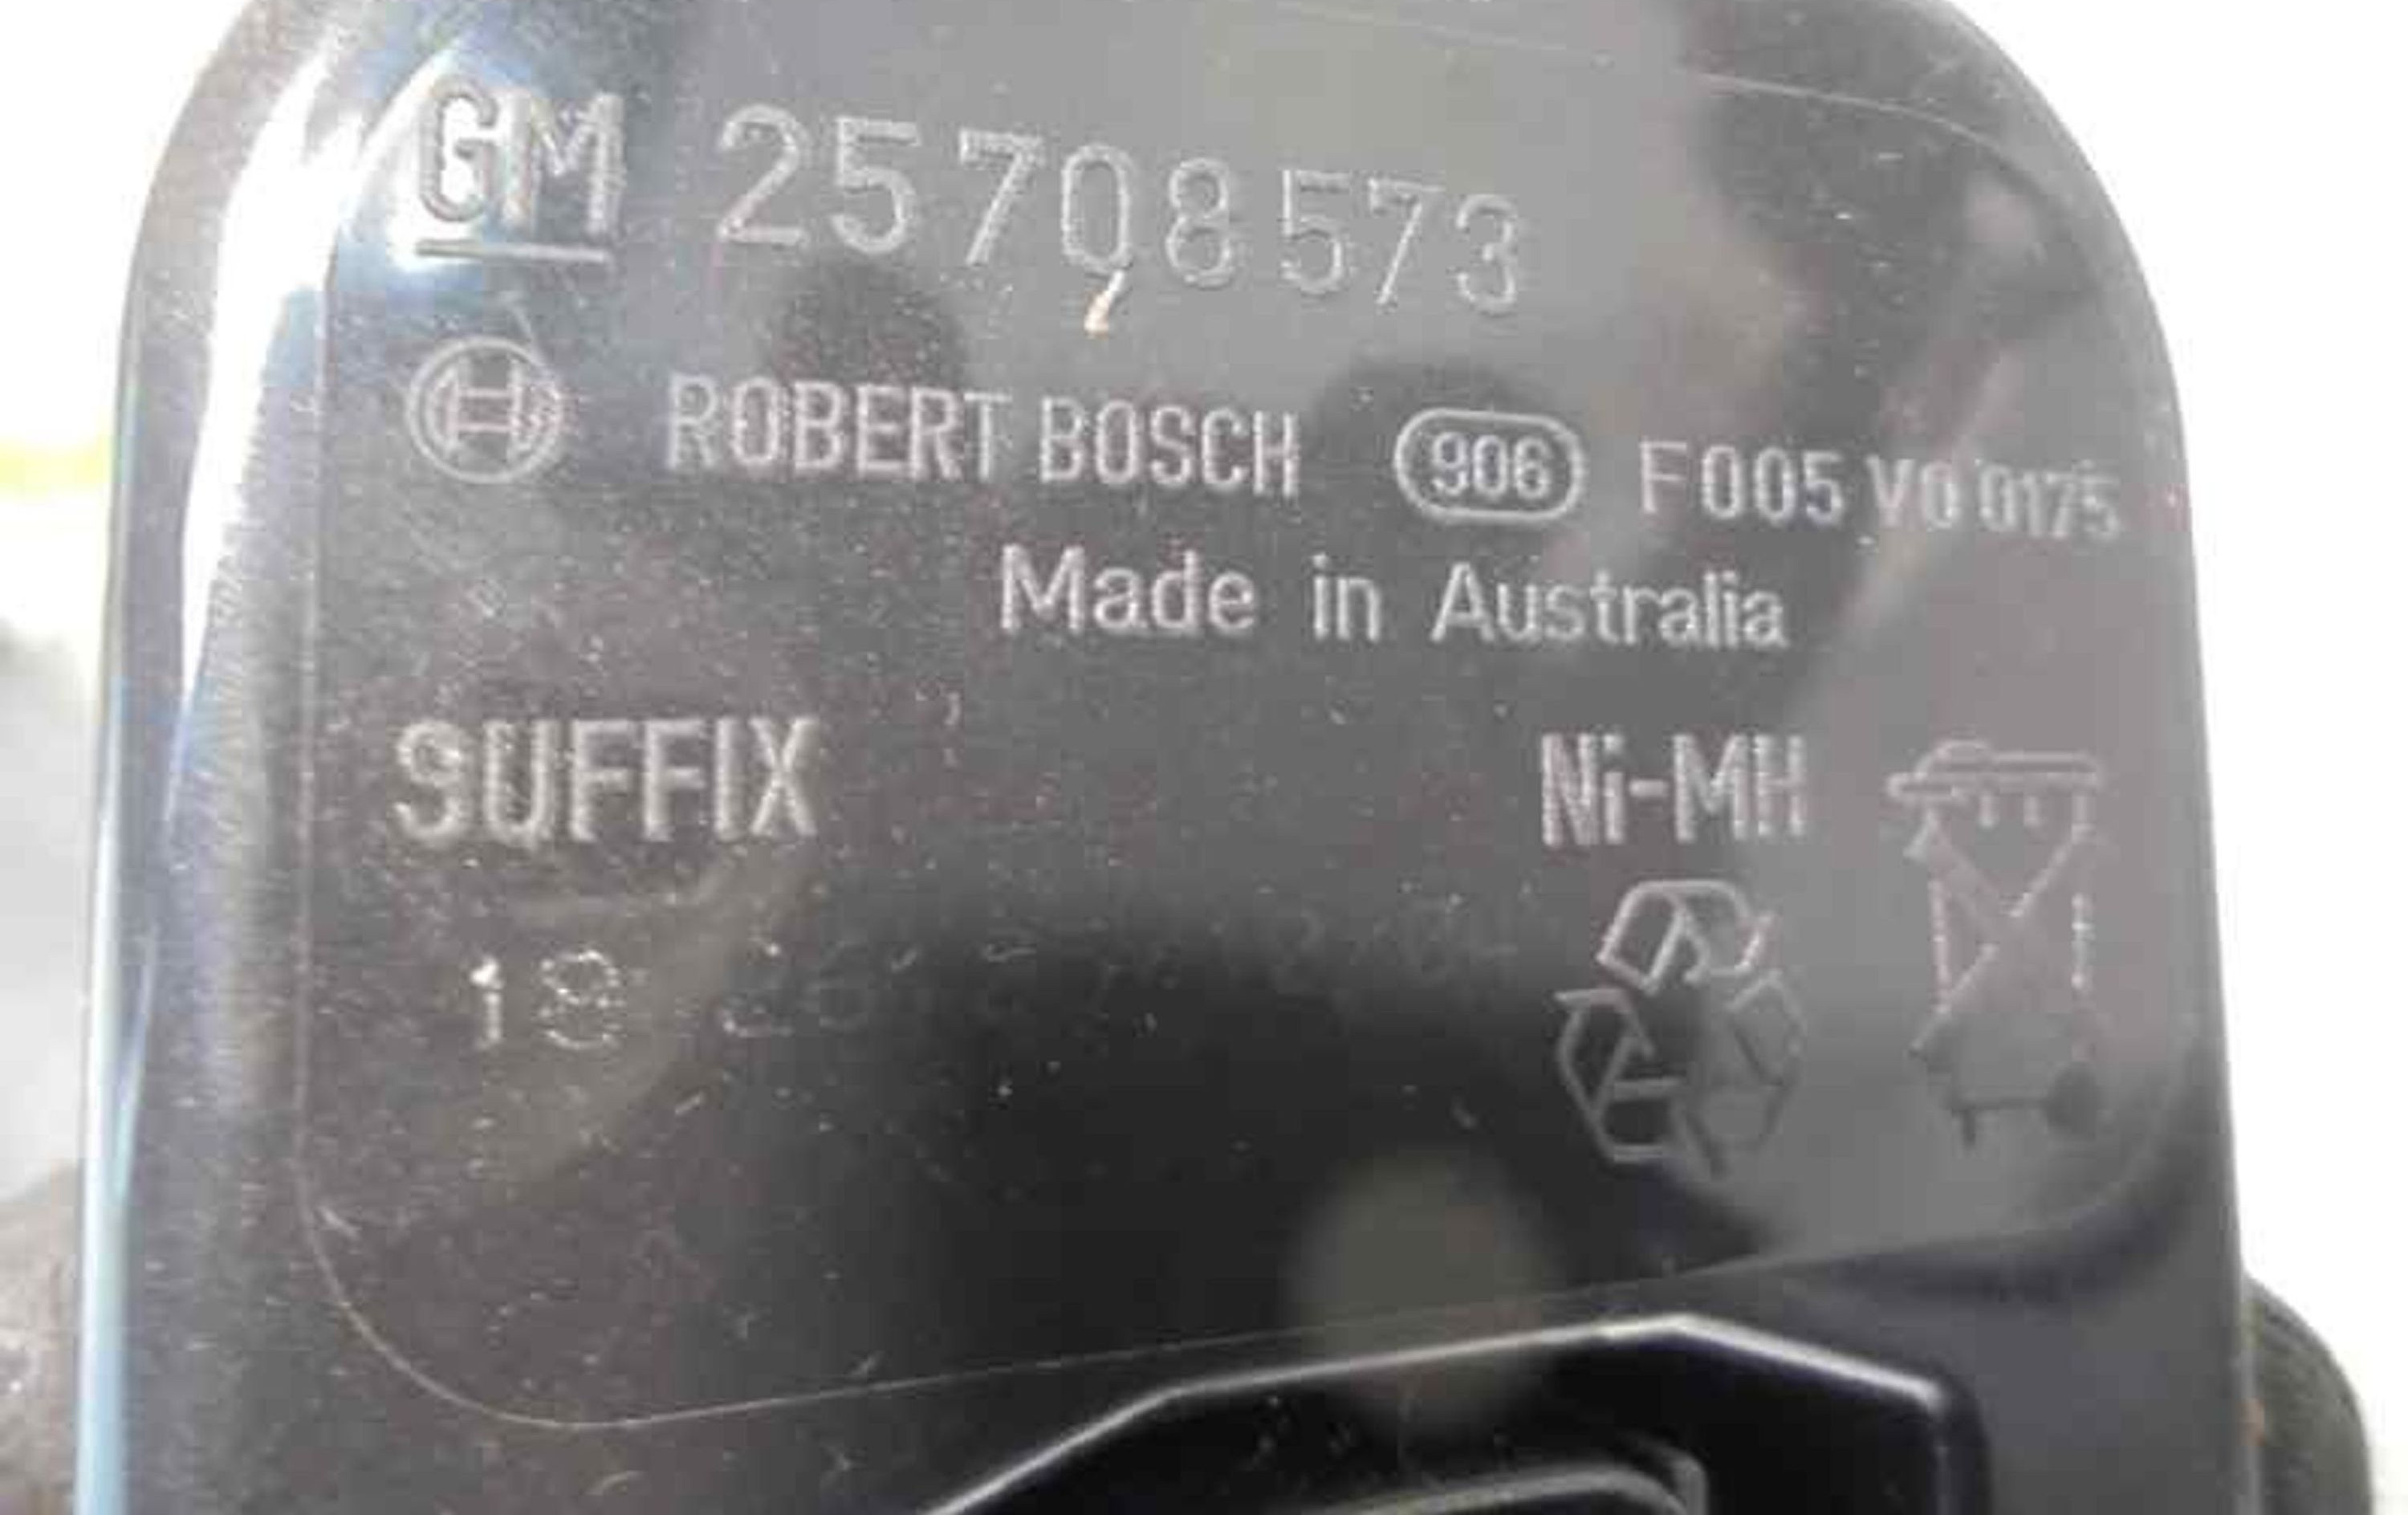 GM 25708573
ROBERT BOSCH 906 F005 V0 0175
Made in Australia
SUFFIX
Ni-MH